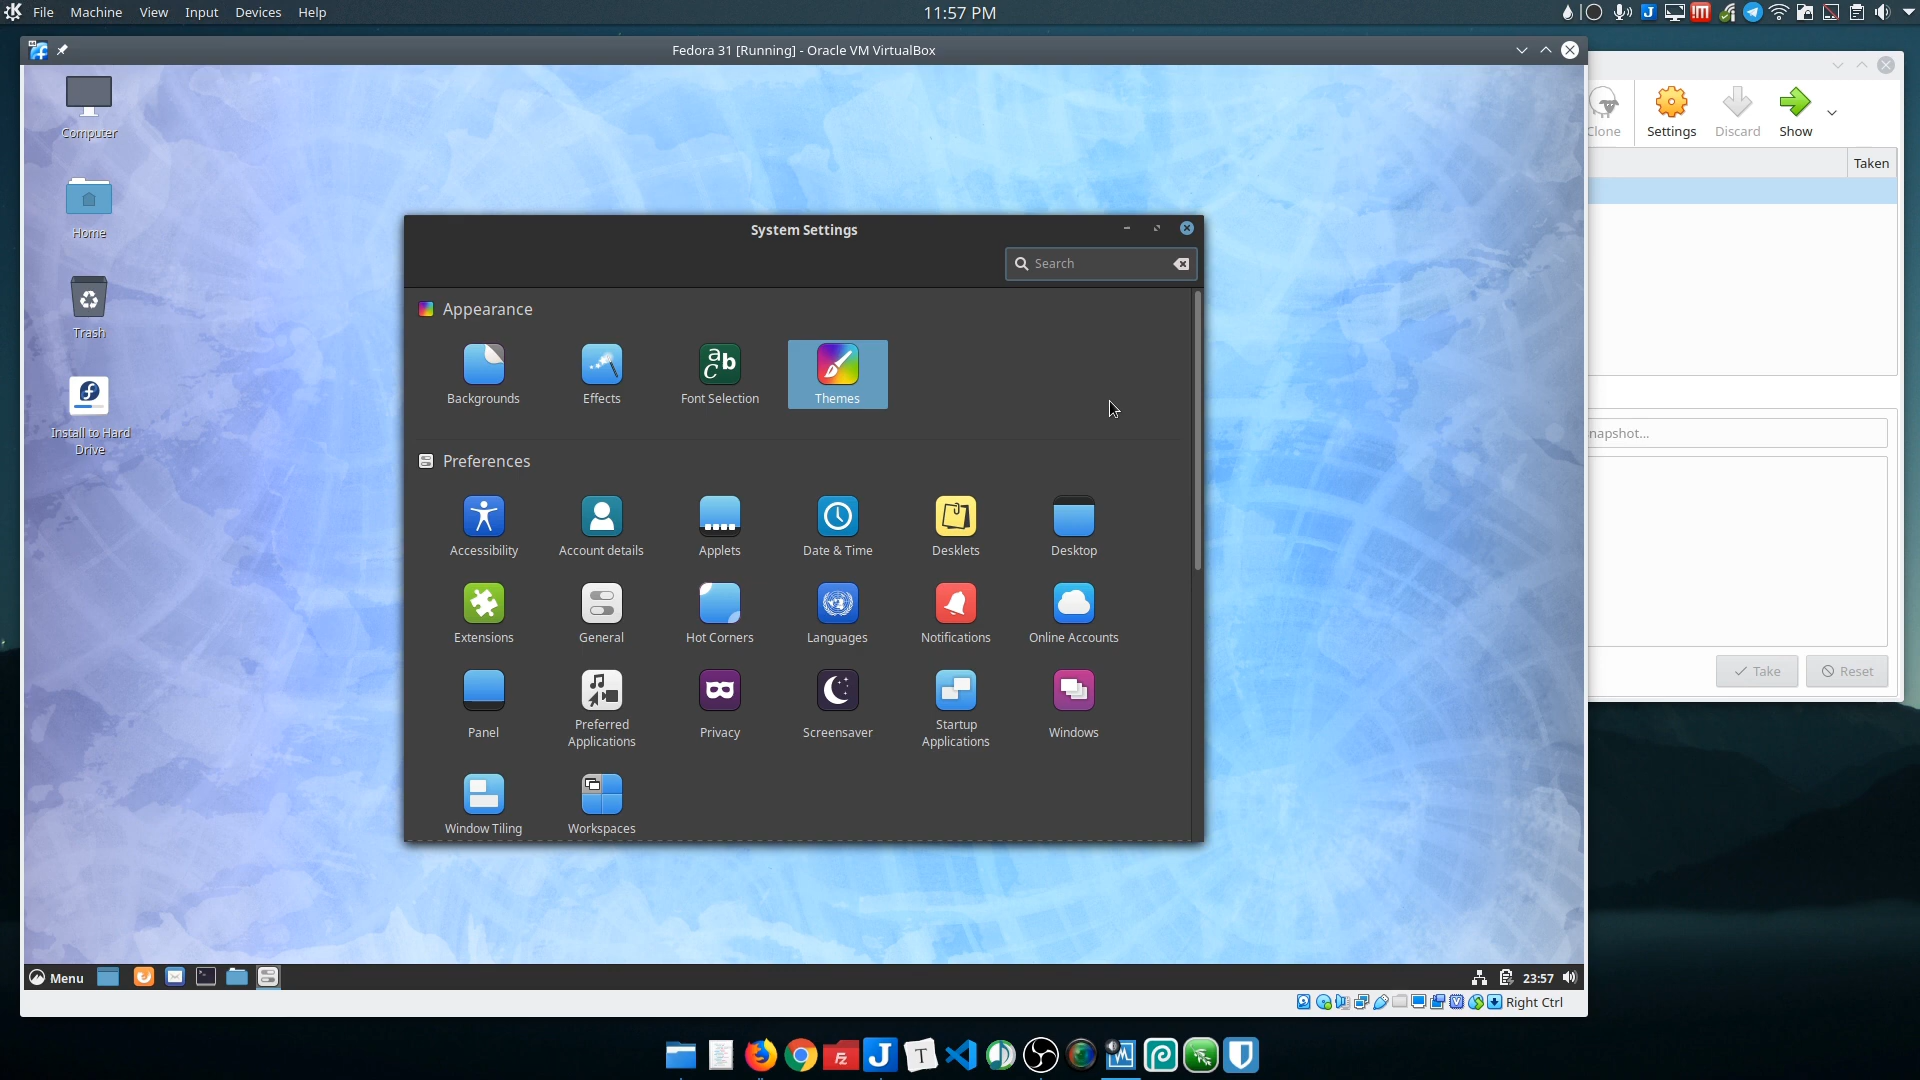 File Machine View Input Devices Help
11:57 PM
Fedora 31 [Running] - Oracle VM VirtualBox
Computer
Home
Trash
Install to Hard
Drive
System Settings
Search
Appearance
Backgrounds
Effects
Font Selection
Themes
Preferences
Accessibility
Account details
Applets
Date & Time
Desklets
Desktop
Extensions
General
Hot Corners
Languages
Notifications
Online Accounts
Panel
Preferred
Applications
Privacy
Screensaver
Startup
Applications
Windows
Window Tiling
Workspaces
Menu
23:57
Right Ctrl
Clone
Settings
Discard
Show
Taken
napshot...
Take
Reset